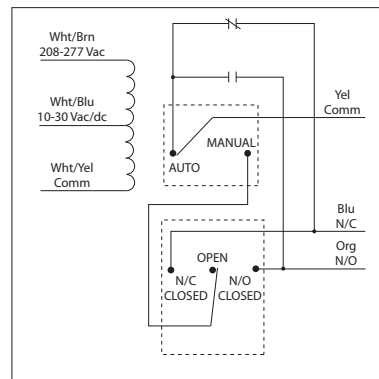 Wht/Brn
208-277 Vac
Wht/Blu
10-30 Vac/dc
Wht/Yel
Comm
Yel
Comm
AUTO
MANUAL
Blu
N/C
Org
N/O
OPEN
N/C
CLOSED
N/O
CLOSED